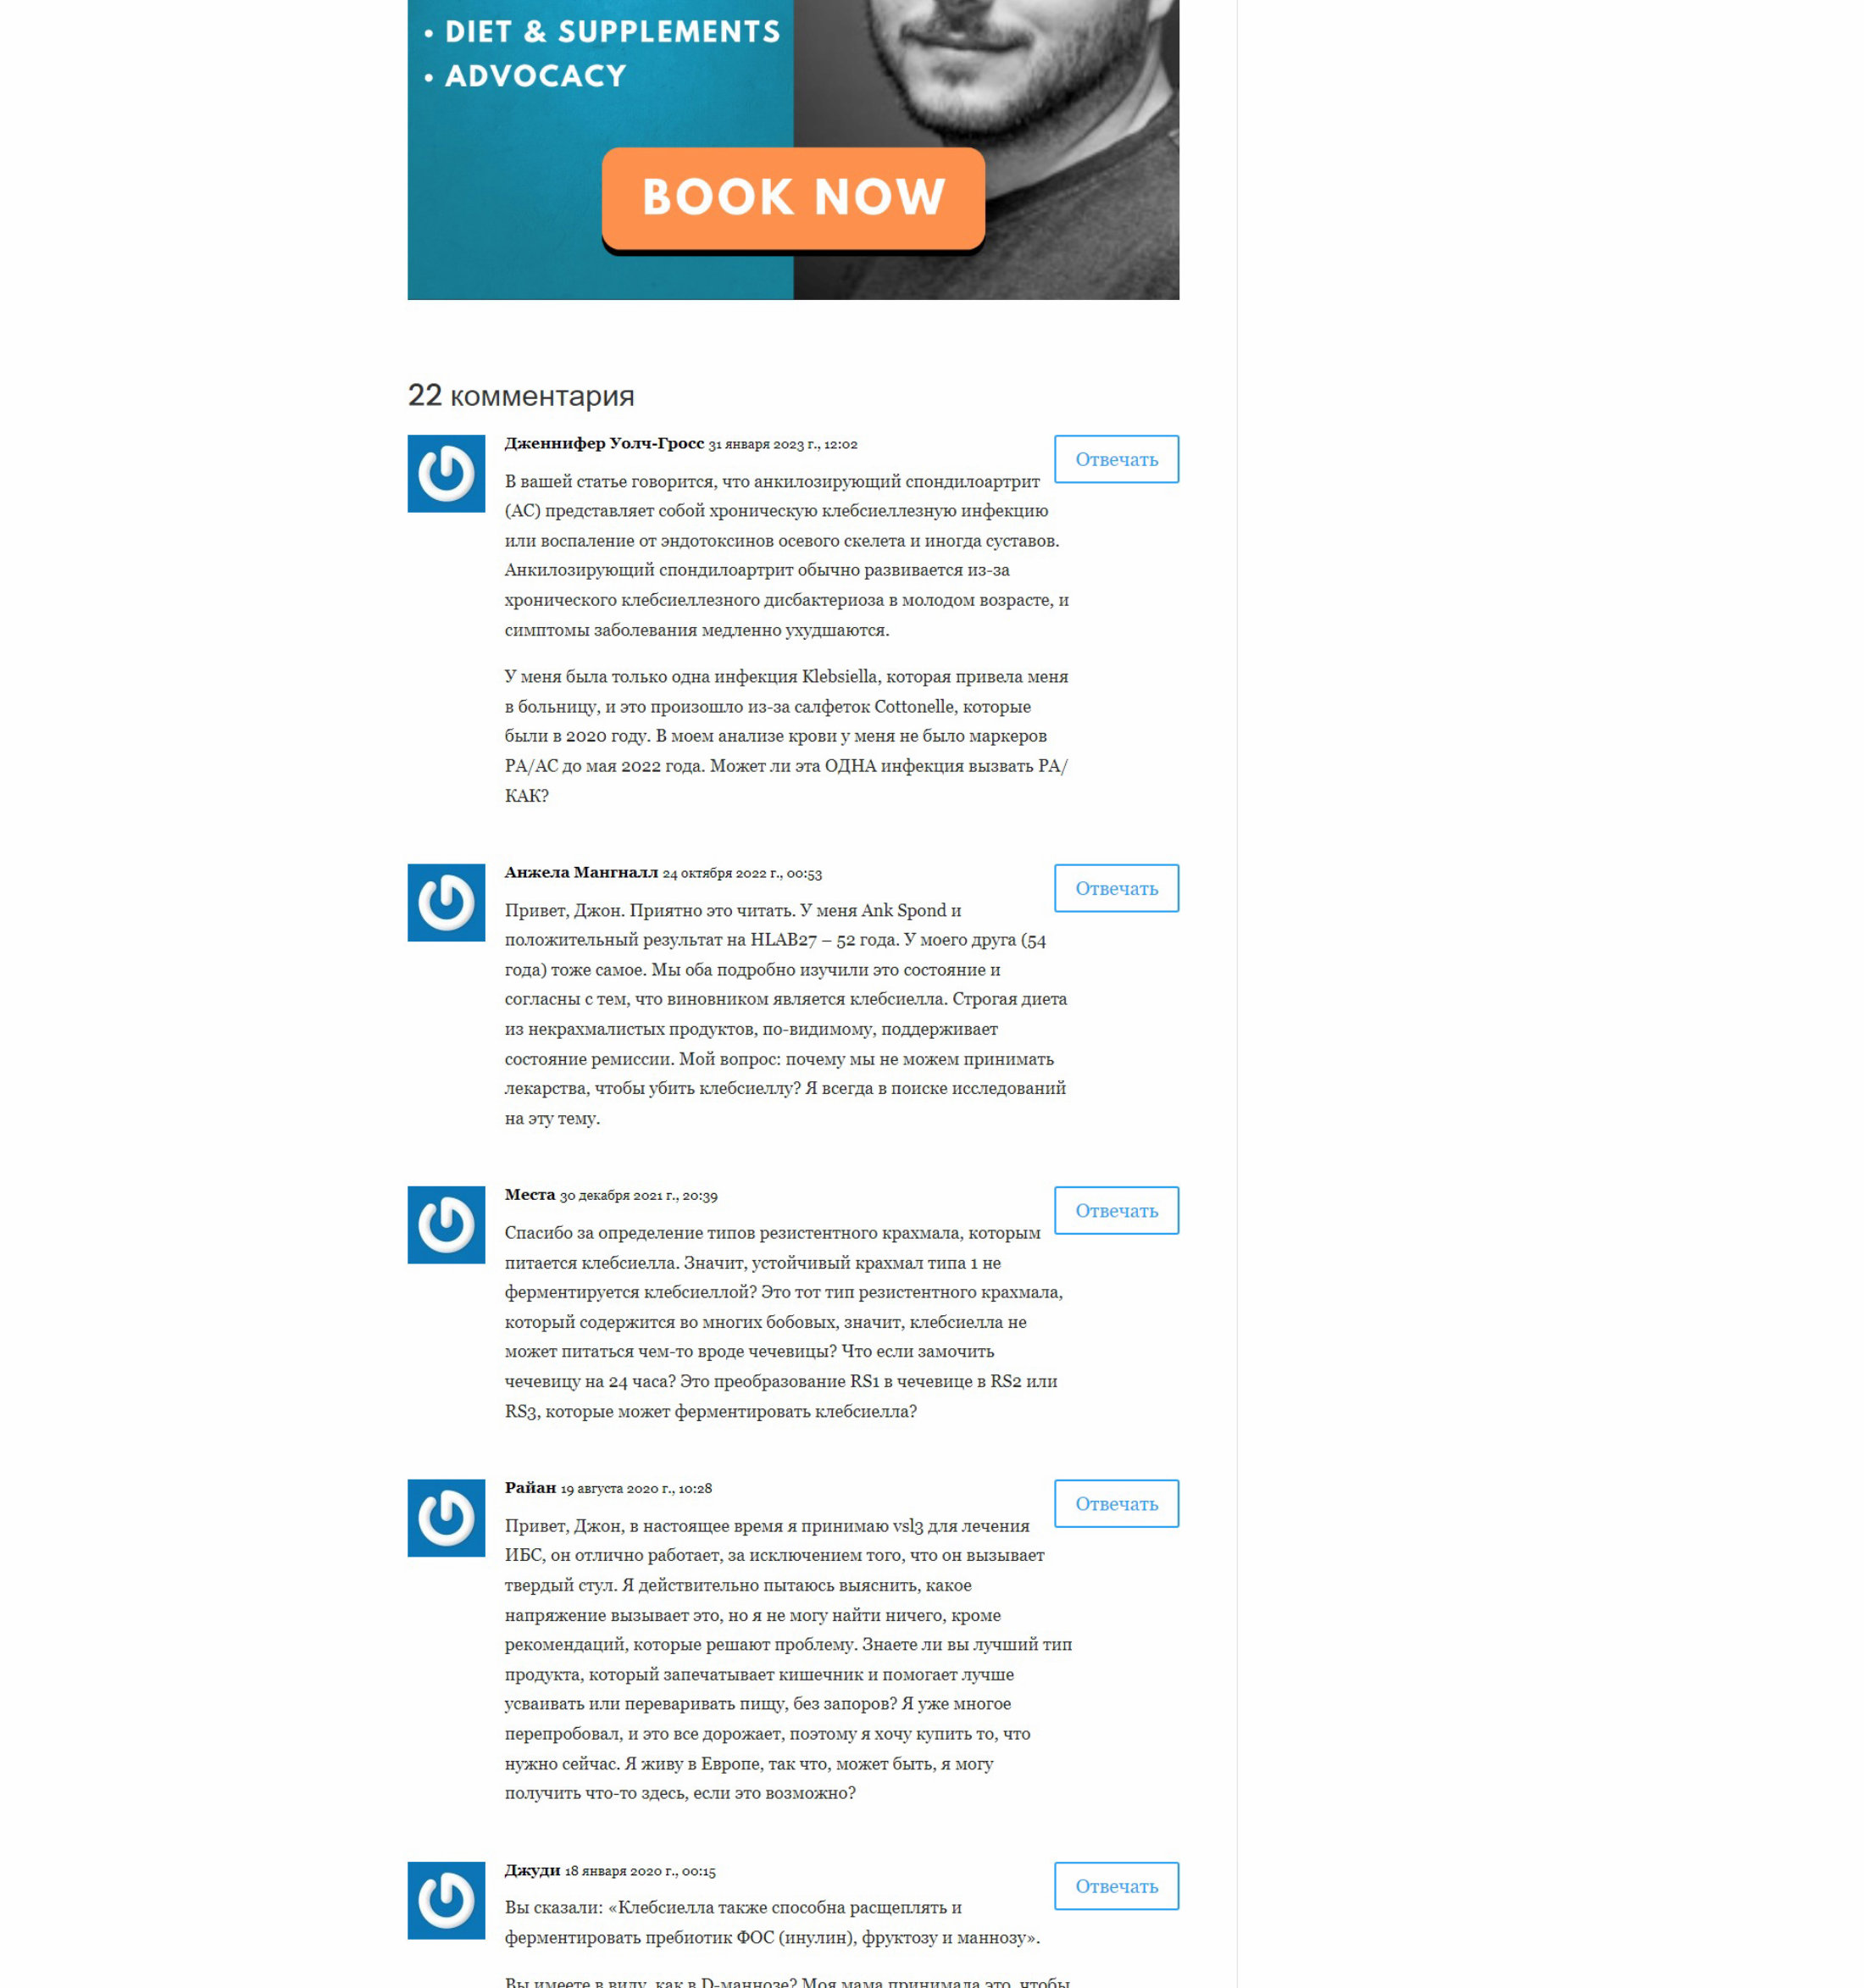 • DIET & SUPPLEMENTS
• ADVOCACY
BOOK NOW
22 комментария
Дженнифер Уолч-Гросс 31 января 2023 г., 12:02
Отвечать
В вашей статье говорится, что анкилозирующий спондилоартрит
(АС) представляет собой хроническую клебсиеллезную инфекцию
или воспаление от эндотоксинов осевого скелета и иногда суставов.
Анкилозирующий спондилоартрит обычно развивается из-за
хронического клебсиеллезного дисбактериоза в молодом возрасте, и
симптомы заболевания медленно ухудшаются.
У меня была только одна инфекция Klebsiella, которая привела меня
в больницу, и это произошло из-за салфеток Cottonelle, которые
были в 2020 году. В моем анализе крови у меня не было маркеров
РА/АС до мая 2022 года. Может ли эта ОДНА инфекция вызвать РА/
КАК?
Анжела Мангналл 24 октября 2022 г., 00:53
Отвечать
Привет, Джон. Приятно это читать. У меня Ank Spond и
положительный результат на HLAB27 – 52 года. У моего друга (54
года) тоже самое. Мы оба подробно изучили это состояние и
согласны с тем, что виновником является клебсиелла. Строгая диета
из некрахмалистых продуктов, по-видимому, поддерживает
состояние ремиссии. Мой вопрос: почему мы не можем принимать
лекарства, чтобы убить клебсиеллу? Я всегда в поиске исследований
на эту тему.
Места 30 декабря 2021 г., 20:39
Отвечать
Спасибо за определение типов резистентного крахмала, которым
питается клебсиелла. Значит, устойчивый крахмал типа 1 не
ферментируется клебсиеллой? Это тот тип резистентного крахмала,
который содержится во многих бобовых, значит, клебсиелла не
может питаться чем-то вроде чечевицы? Что если замочить
чечевицу на 24 часа? Это преобразование RS1 в чечевице в RS2 или
RS3, которые может ферментировать клебсиелла?
Райан 19 августа 2020 г., 10:28
Отвечать
Привет, Джон, в настоящее время я принимаю vsl3 для лечения
ИБС, он отлично работает, за исключением того, что он вызывает
твердый стул. Я действительно пытаюсь выяснить, какое
напряжение вызывает это, но я не могу найти ничего, кроме
рекомендаций, которые решают проблему. Знаете ли вы лучший тип
продукта, который запечатывает кишечник и помогает лучше
усваивать или переваривать пищу, без запоров? Я уже многое
перепробовал, и это все дорожает, поэтому я хочу купить то, что
нужно сейчас. Я живу в Европе, так что, может быть, я могу
получить что-то здесь, если это возможно?
Джуди 18 января 2020 г., 00:15
Отвечать
Вы сказали: «Клебсиелла также способна расщеплять и
ферментировать пребиотик ФОС (инулин), фруктозу и маннозу».
Вы имеете в виду, как в D-маннозе? Моя мама принимала это, чтобы